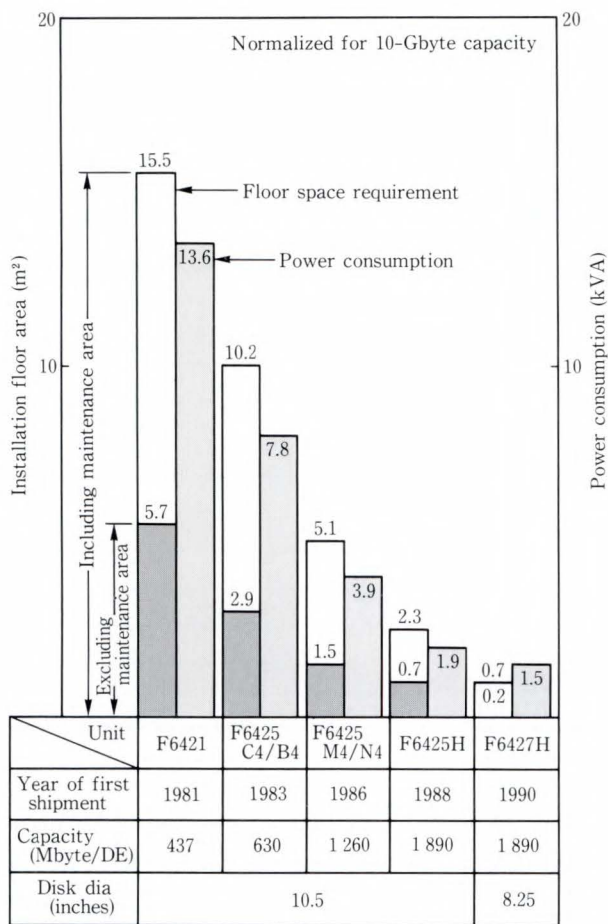 20
20
Normalized for 10-Gbyte capacity
15.5
Floor space requirement
13.6
Power consumption
Installation floor area (m²)
Including maintenance area
Excluding
maintenance area
Power consumption (kVA)
10
10.2
10
7.8
5.7
5.1
3.9
2.9
2.3
1.5
1.9
0.7
0.7
1.5
0.2
Unit
F6421
F6425
C4/B4
F6425
M4/N4
F6425H
F6427H
Year of first
shipment
1981
1983
1986
1988
1990
Capacity
(Mbyte/DE)
437
630
1 260
1 890
1 890
Disk dia
(inches)
10.5
8.25